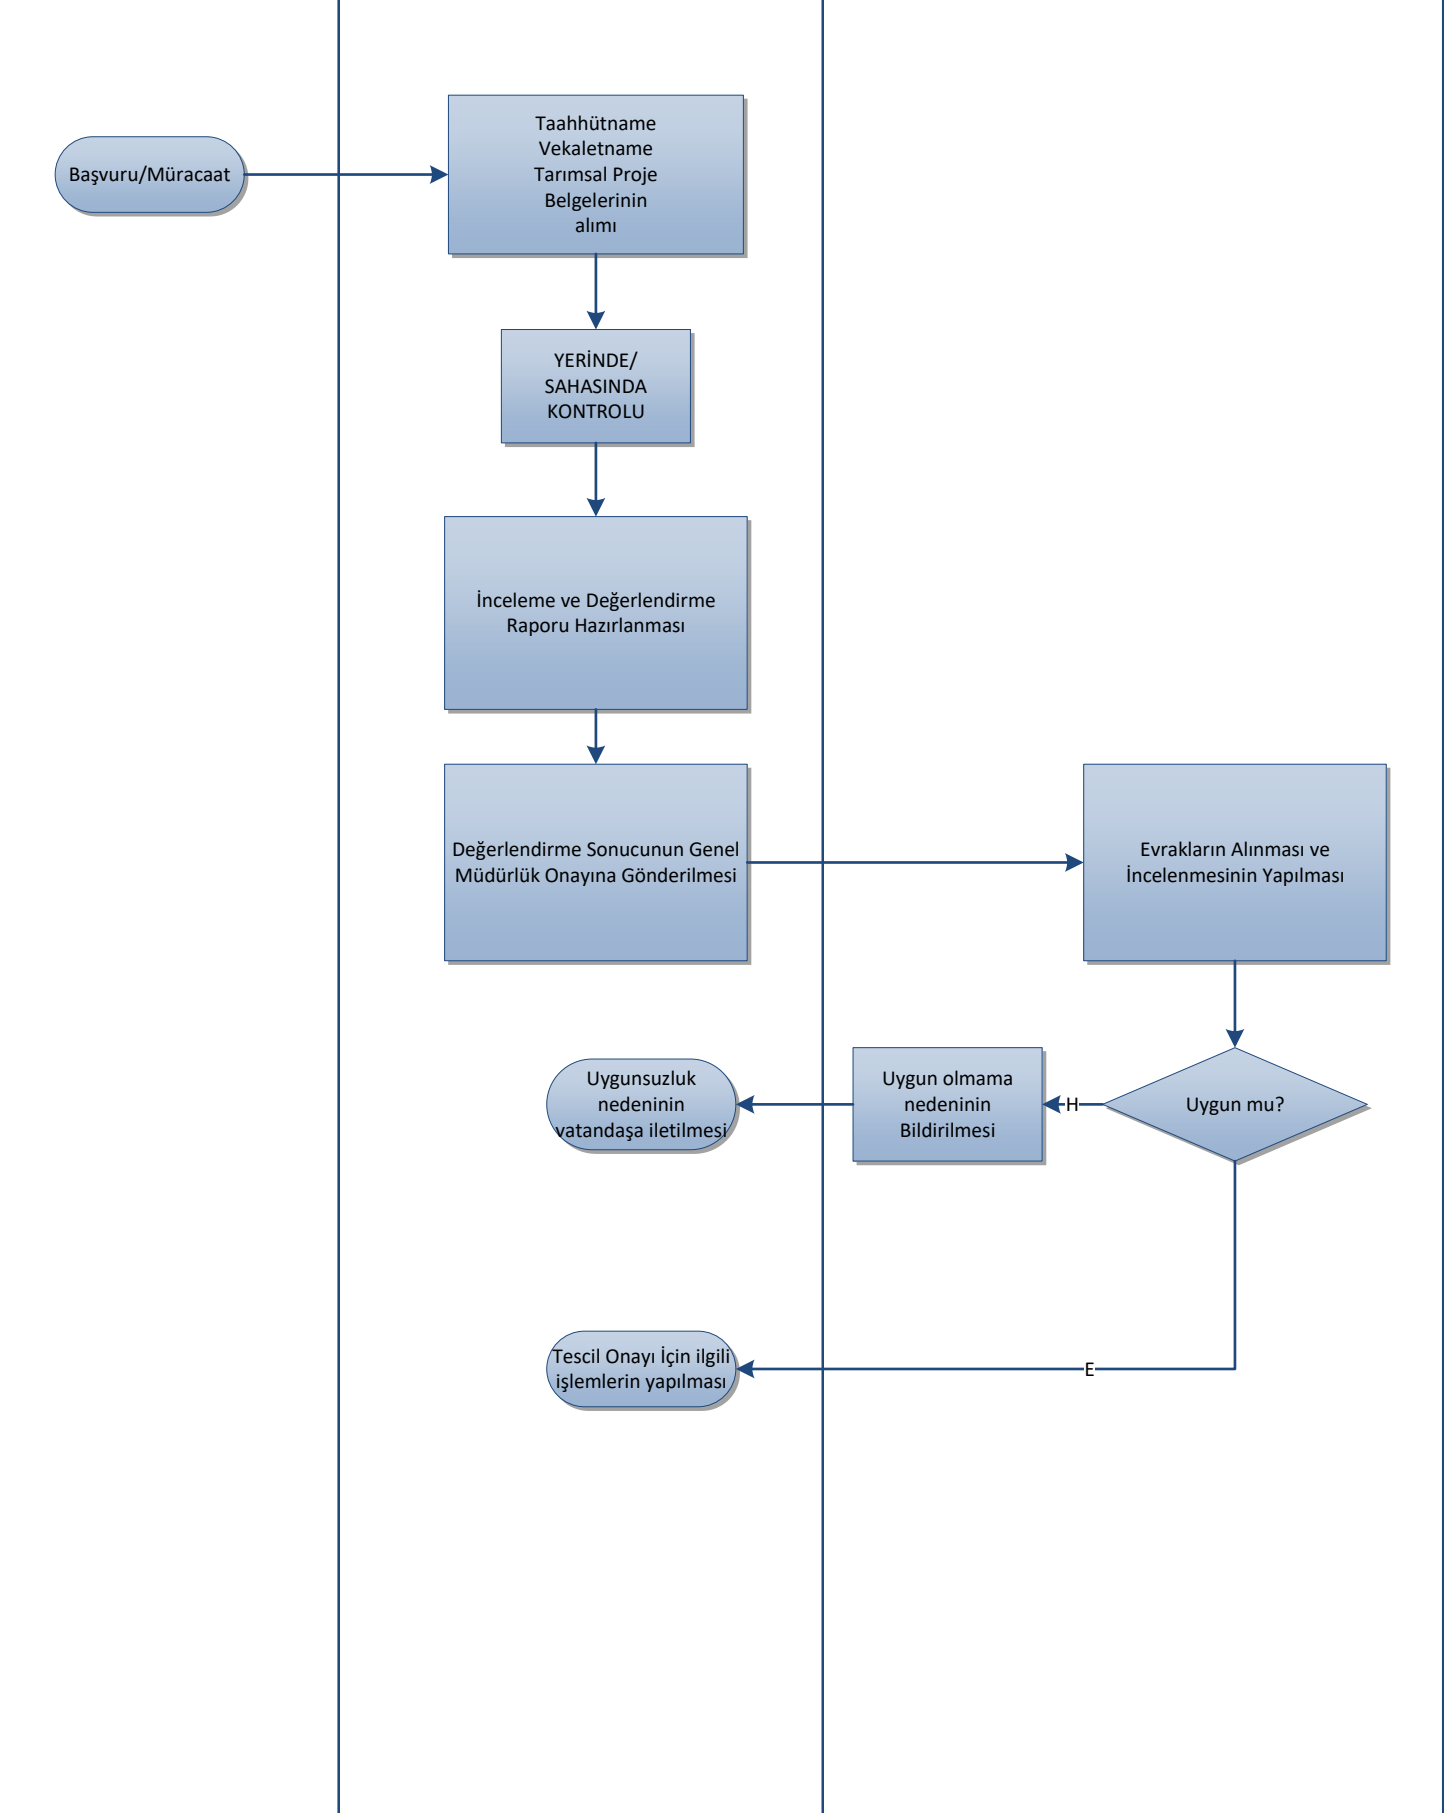 Başvuru/Müracaat
Taahhütname
Vekaletname
Tarımsal Proje
Belgelerinin
alımı
YERİNDE/
SAHASINDA
KONTROLU
İnceleme ve Değerlendirme
Raporu Hazırlanması
Değerlendirme Sonucunun Genel
Müdürlük Onayına Gönderilmesi
Evrakların Alınması ve
İncelenmesinin Yapılması
Uygun mu?
H
Uygun olmama
nedeninin
Bildirilmesi
Uygunsuzluk
nedeninin
vatandaşa iletilmesi
E
Tescil Onayı İçin ilgili
işlemlerin yapılması